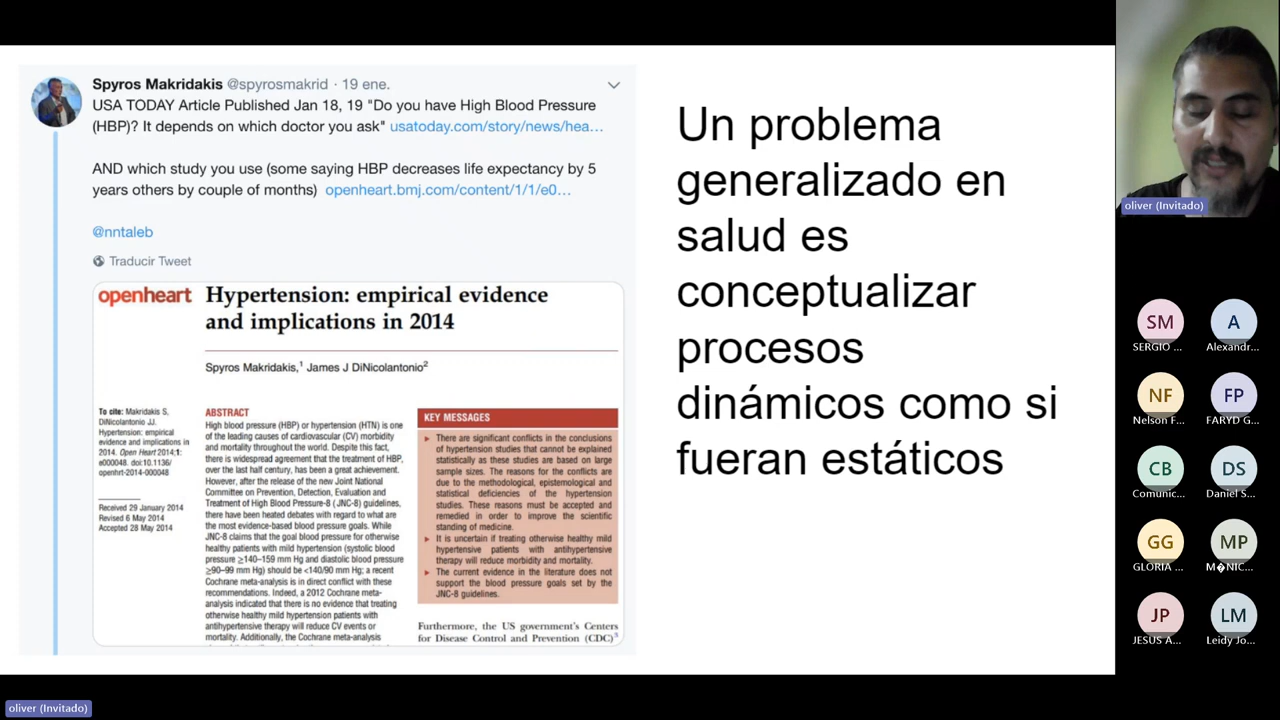 Spyros Makridakis @spyrosmakrid · 19 ene.
USA TODAY Article Published Jan 18, 19 "Do you have High Blood Pressure
(HBP)? It depends on which doctor you ask" usatoday.com/story/news/hea…
AND which study you use (some saying HBP decreases life expectancy by 5
years others by couple of months) openheart.bmj.com/content/1/1/e0…
@nntaleb
Traducir Tweet
openheart
Hypertension: empirical evidence
and implications in 2014
Spyros Makridakis,1 James J DiNicolantonio2
To cite: Makridakis S,
DiNicolantonio JJ.
Hypertension: empirical
evidence and implications in
2014. Open Heart 2014;1:
e000048. doi:10.1136/
openhrt-2014-000048
Received 29 January 2014
Revised 6 May 2014
Accepted 28 May 2014
ABSTRACT
High blood pressure (HBP) or hypertension (HTN) is one
of the leading causes of cardiovascular (CV) morbidity
and mortality throughout the world. Despite this fact,
there is widespread agreement that the treatment of HBP,
over the last half century, has been a great achievement.
However, after the release of the new Joint National
Committee on Prevention, Detection, Evaluation and
Treatment of High Blood Pressure-8 (JNC-8) guidelines,
there have been heated debates with regard to what are
the most evidence-based blood pressure goals. While
JNC-8 claims that the goal blood pressure for otherwise
healthy patients with mild hypertension (systolic blood
pressure ≥140–159 mm Hg and diastolic blood pressure
≥90–99 mm Hg) should be <140/90 mm Hg; a recent
Cochrane meta-analysis is in direct conflict with these
recommendations. Indeed, a 2012 Cochrane meta-
analysis indicated that there is no evidence that treating
otherwise healthy mild hypertension patients with
antihypertensive therapy will reduce CV events or
mortality. Additionally, the Cochrane meta-analysis
KEY MESSAGES
▸ There are significant conflicts in the conclusions
of hypertension studies that cannot be explained
statistically as these studies are based on large
sample sizes. The reasons for the conflicts are
due to the methodological, epistemological and
statistical deficiencies of the hypertension
studies. These reasons must be accepted and
remedied in order to improve the scientific
standing of medicine.
▸ It is uncertain if treating otherwise healthy mild
hypertensive patients with antihypertensive
therapy will reduce morbidity and mortality.
▸ The current evidence in the literature does not
support the blood pressure goals set by the
JNC-8 guidelines.
Furthermore, the US government's Centers
for Disease Control and Prevention (CDC)3
Un problema
generalizado en
salud es
conceptualizar
procesos
dinámicos como si
fueran estáticos
oliver (Invitado)
SM
SERGIO ...
A
Alexandr...
NF
Nelson F...
FP
FARYD G...
CB
Comunic...
DS
Daniel S...
GG
GLORIA ...
MP
M�NIC...
JP
JESUS A...
LM
Leidy Jo...
oliver (Invitado)